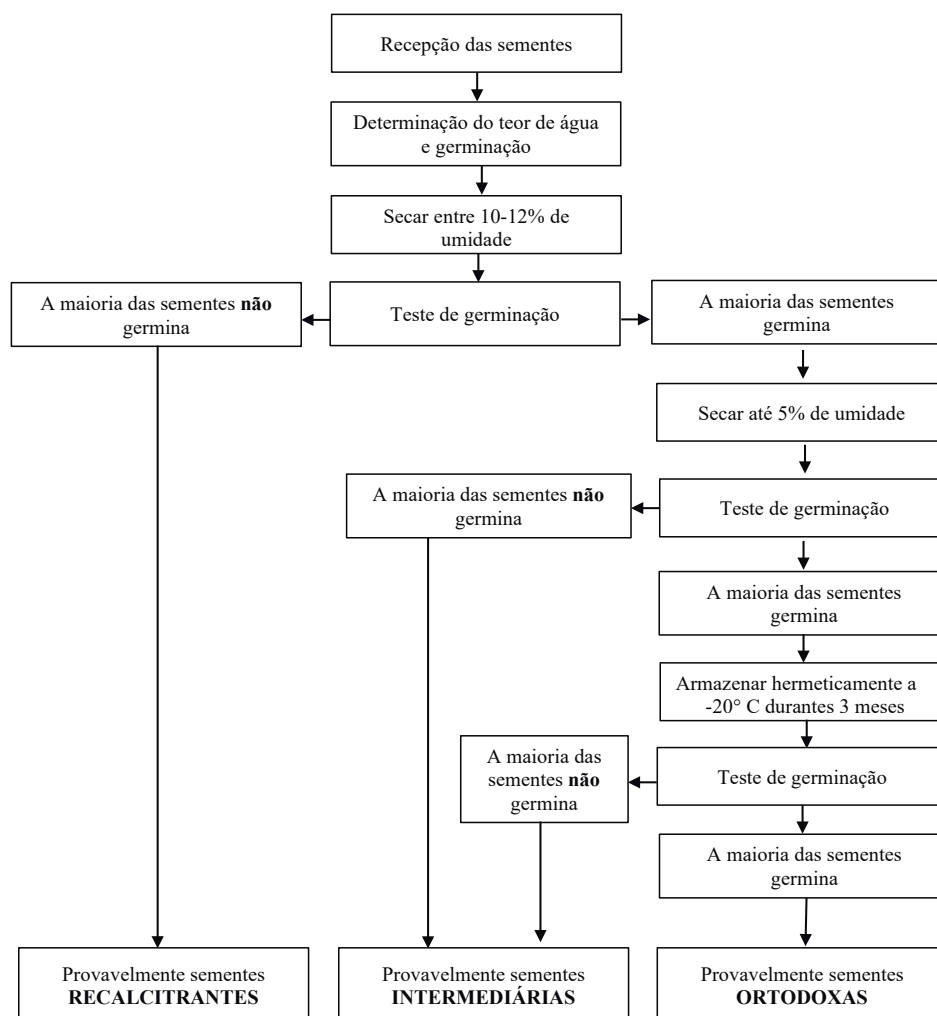 Recepção das sementes
Determinação do teor de água
e germinação
Secar entre 10-12% de
umidade
A maioria das sementes não
germina
Teste de germinação
A maioria das sementes
germina
Secar até 5% de umidade
A maioria das sementes não
germina
Teste de germinação
A maioria das sementes
germina
Armazenar hermeticamente a
-20° C durantes 3 meses
A maioria das
sementes não
germina
Teste de germinação
A maioria das sementes
germina
Provavelmente sementes
RECALCITRANTES
Provavelmente sementes
INTERMEDIÁRIAS
Provavelmente sementes
ORTODOXAS